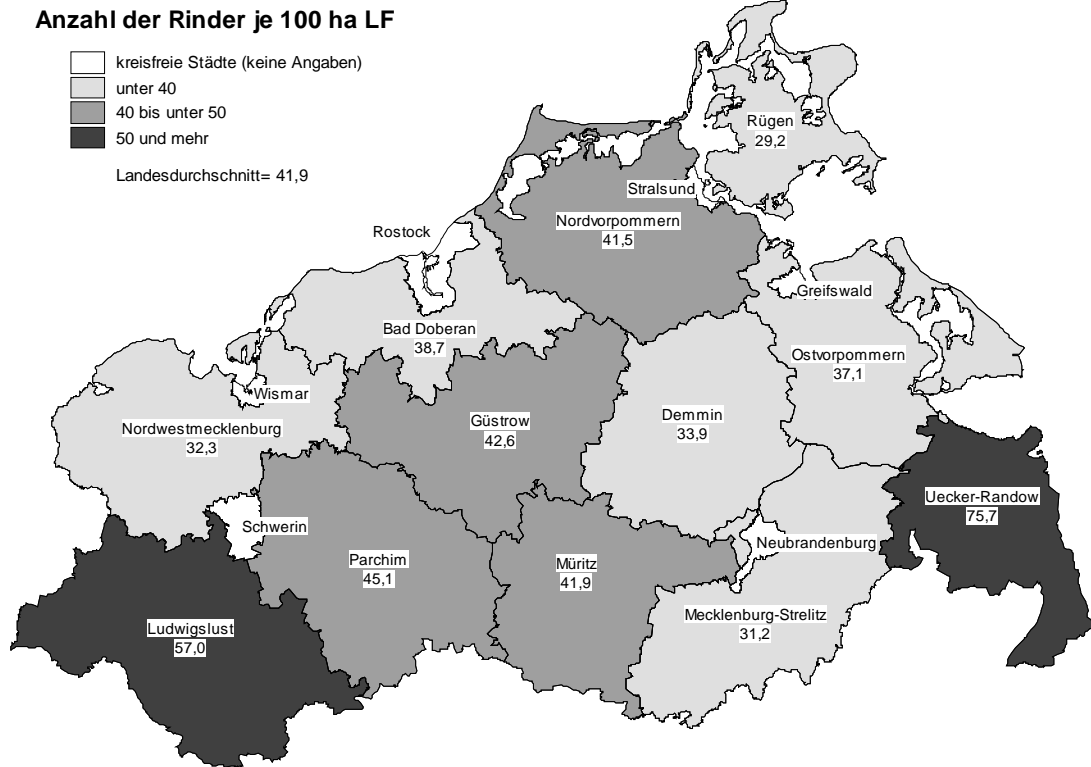 Anzahl der Rinder je 100 ha LF
kreisfreie Städte (keine Angaben)
unter 40
40 bis unter 50
50 und mehr
Landesdurchschnitt= 41,9
Rügen
29,2
Stralsund
Nordvorpommern
41,5
Rostock
Greifswald
Bad Doberan
38,7
Ostvorpommern
37,1
Wismar
Nordwestmecklenburg
32,3
Güstrow
42,6
Demmin
33,9
Uecker-Randow
75,7
Schwerin
Neubrandenburg
Parchim
45,1
Müritz
41,9
Mecklenburg-Strelitz
31,2
Ludwigslust
57,0